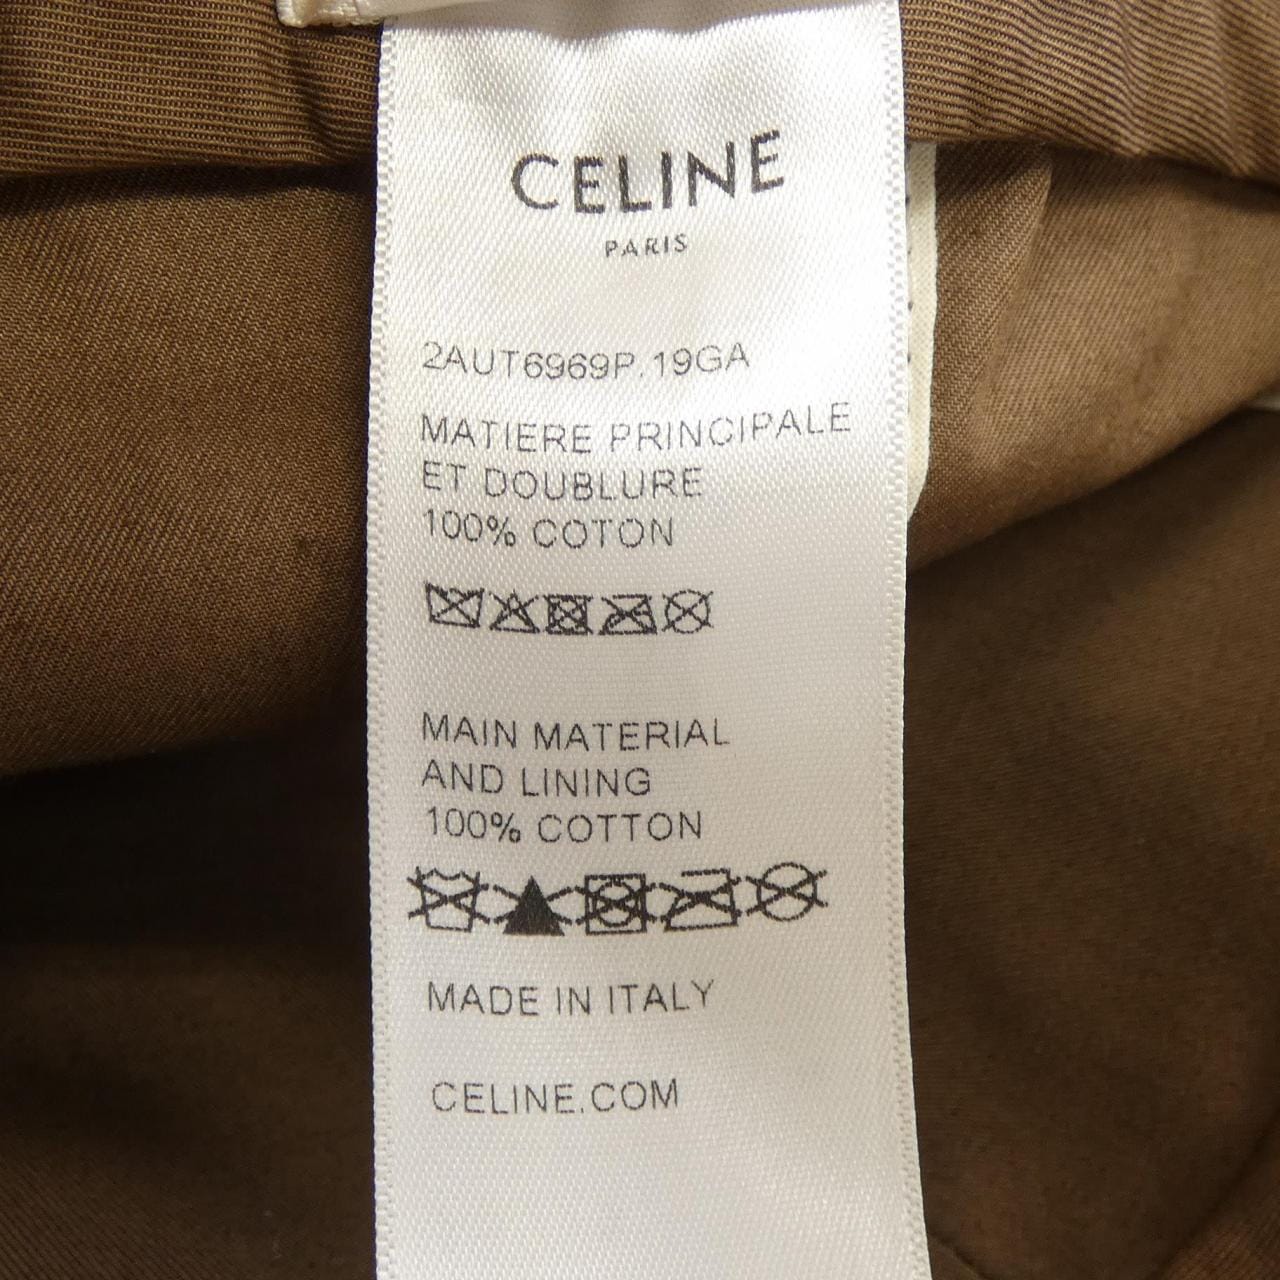 CELINE
PARIS
2AUT6969P.19GA
MATIERE PRINCIPALE
ET DOUBLURE
100% COTON
MAIN MATERIAL
AND LINING
100% COTTON
MADE IN ITALY
CELINE.COM